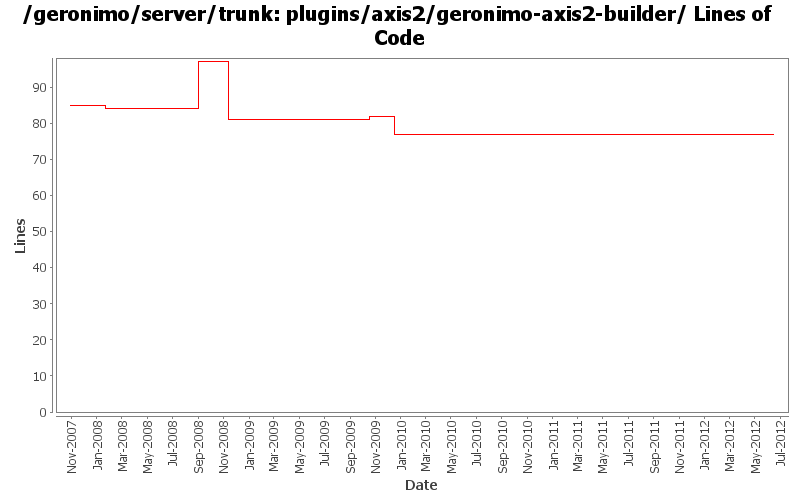 /geronimo/server/trunk: plugins/axis2/geronimo-axis2-builder/ Lines of
Code
Lines
90
80
70
60
50
40
30
20
10
0
Nov-2007
Jan-2008
Mar-2008
May-2008
Jul-2008
Sep-2008
Nov-2008
Jan-2009
Mar-2009
May-2009
Jul-2009
Sep-2009
Nov-2009
Jan-2010
Mar-2010
May-2010
Jul-2010
Sep-2010
Nov-2010
Jan-2011
Mar-2011
May-2011
Jul-2011
Sep-2011
Nov-2011
Jan-2012
Mar-2012
May-2012
Jul-2012
Date